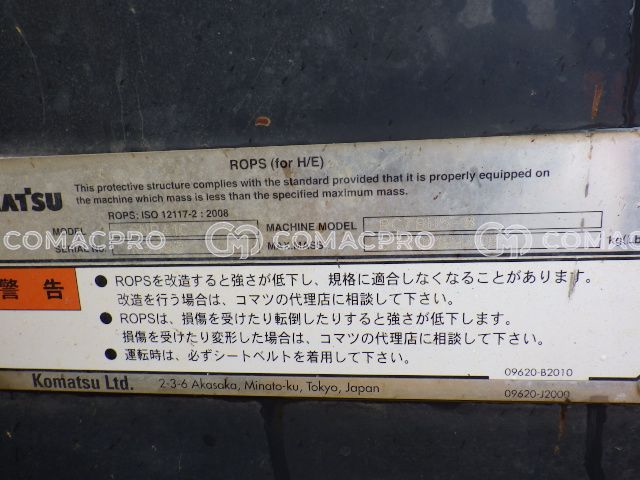 ROPS (for H/E)
This protective structure complies with the standard provided that it is properly equipped on
the machine which mass is less than the specified maximum mass.
ROPS; ISO 12117-2 : 2008
MODEL
MACHINE MODEL
SERIAL NO.
MAX.MASS
COMACPRO COMACPRO COMACPRO
警告
● ROPSを改造すると強さが低下し、規格に適合しなくなることがあります。
改造を行う場合は、コマツの代理店に相談して下さい。
● ROPSは、損傷を受けたり転倒したりすると強さが低下します。
損傷を受けたり変形した場合は、コマツの代理店に相談して下さい。
● 運転時は、必ずシートベルトを着用して下さい。
09620-B2010
Komatsu Ltd. 2-3-6 Akasaka, Minato-ku, Tokyo, Japan
09620-J2000